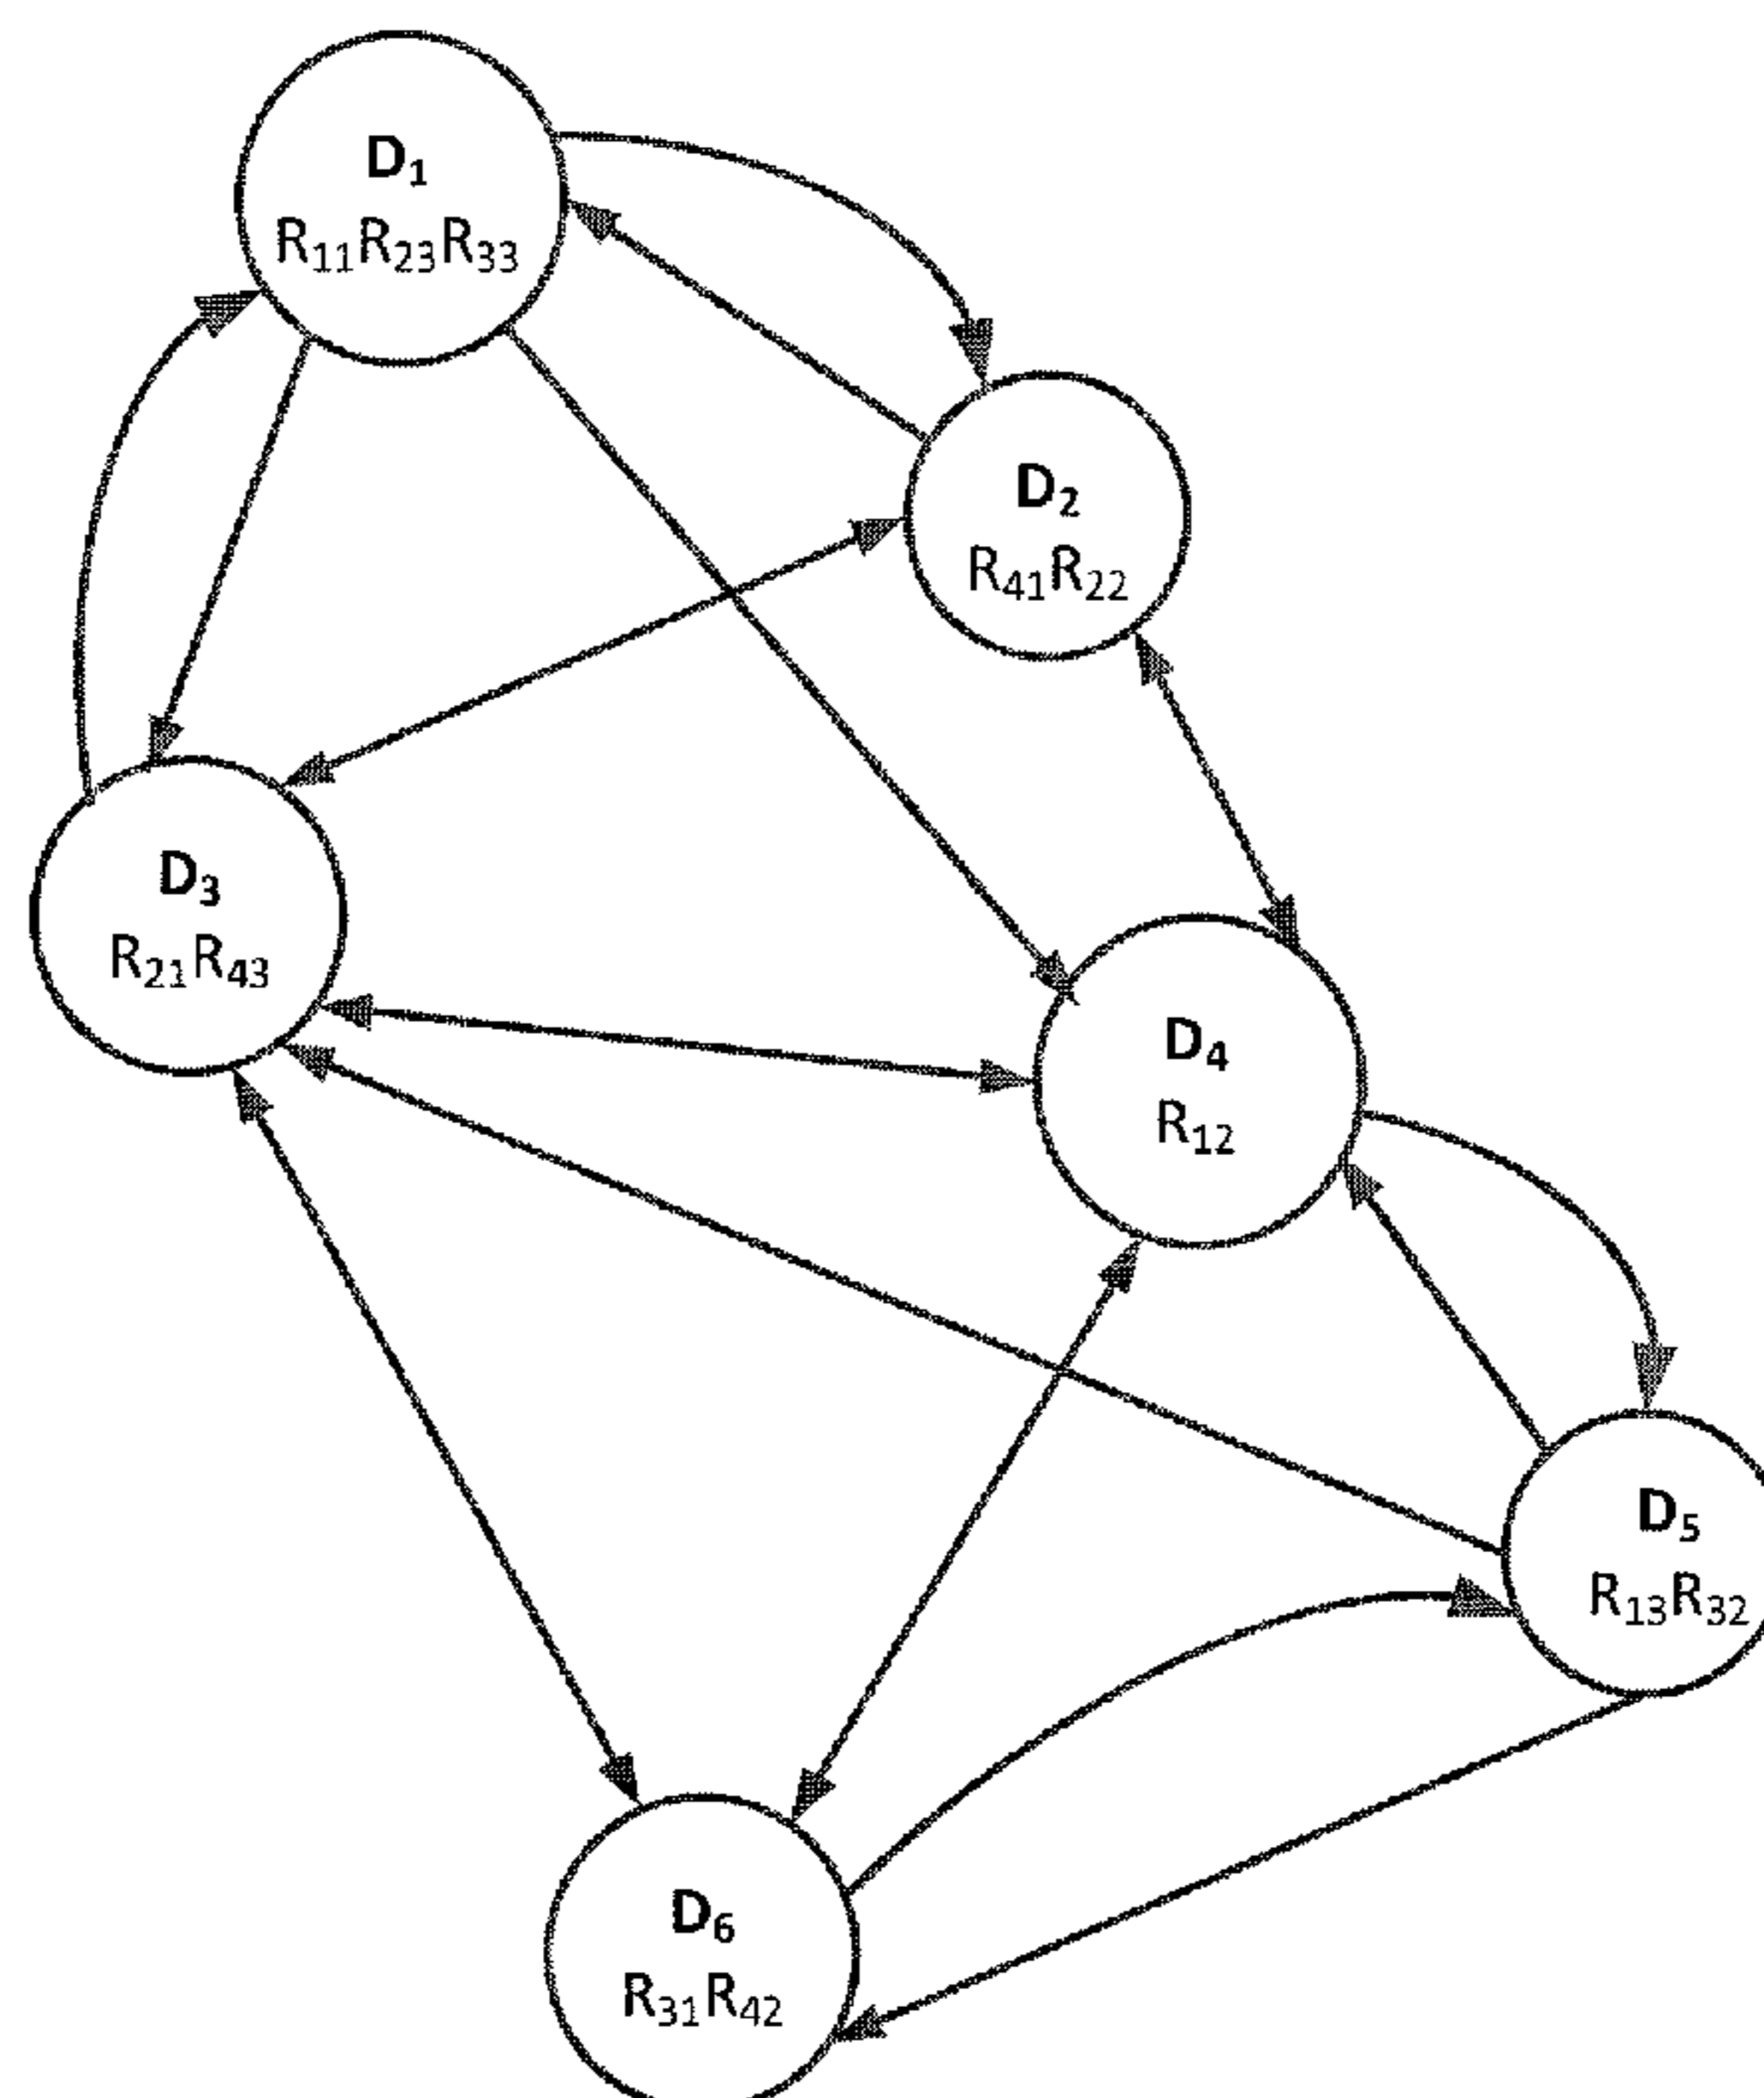 D₁
R₁₁R₂₃R₃₃
D₂
R₄₁R₂₂
D₃
R₂₁R₄₃
D₄
R₁₂
D₅
R₁₃R₃₂
D₆
R₃₁R₄₂